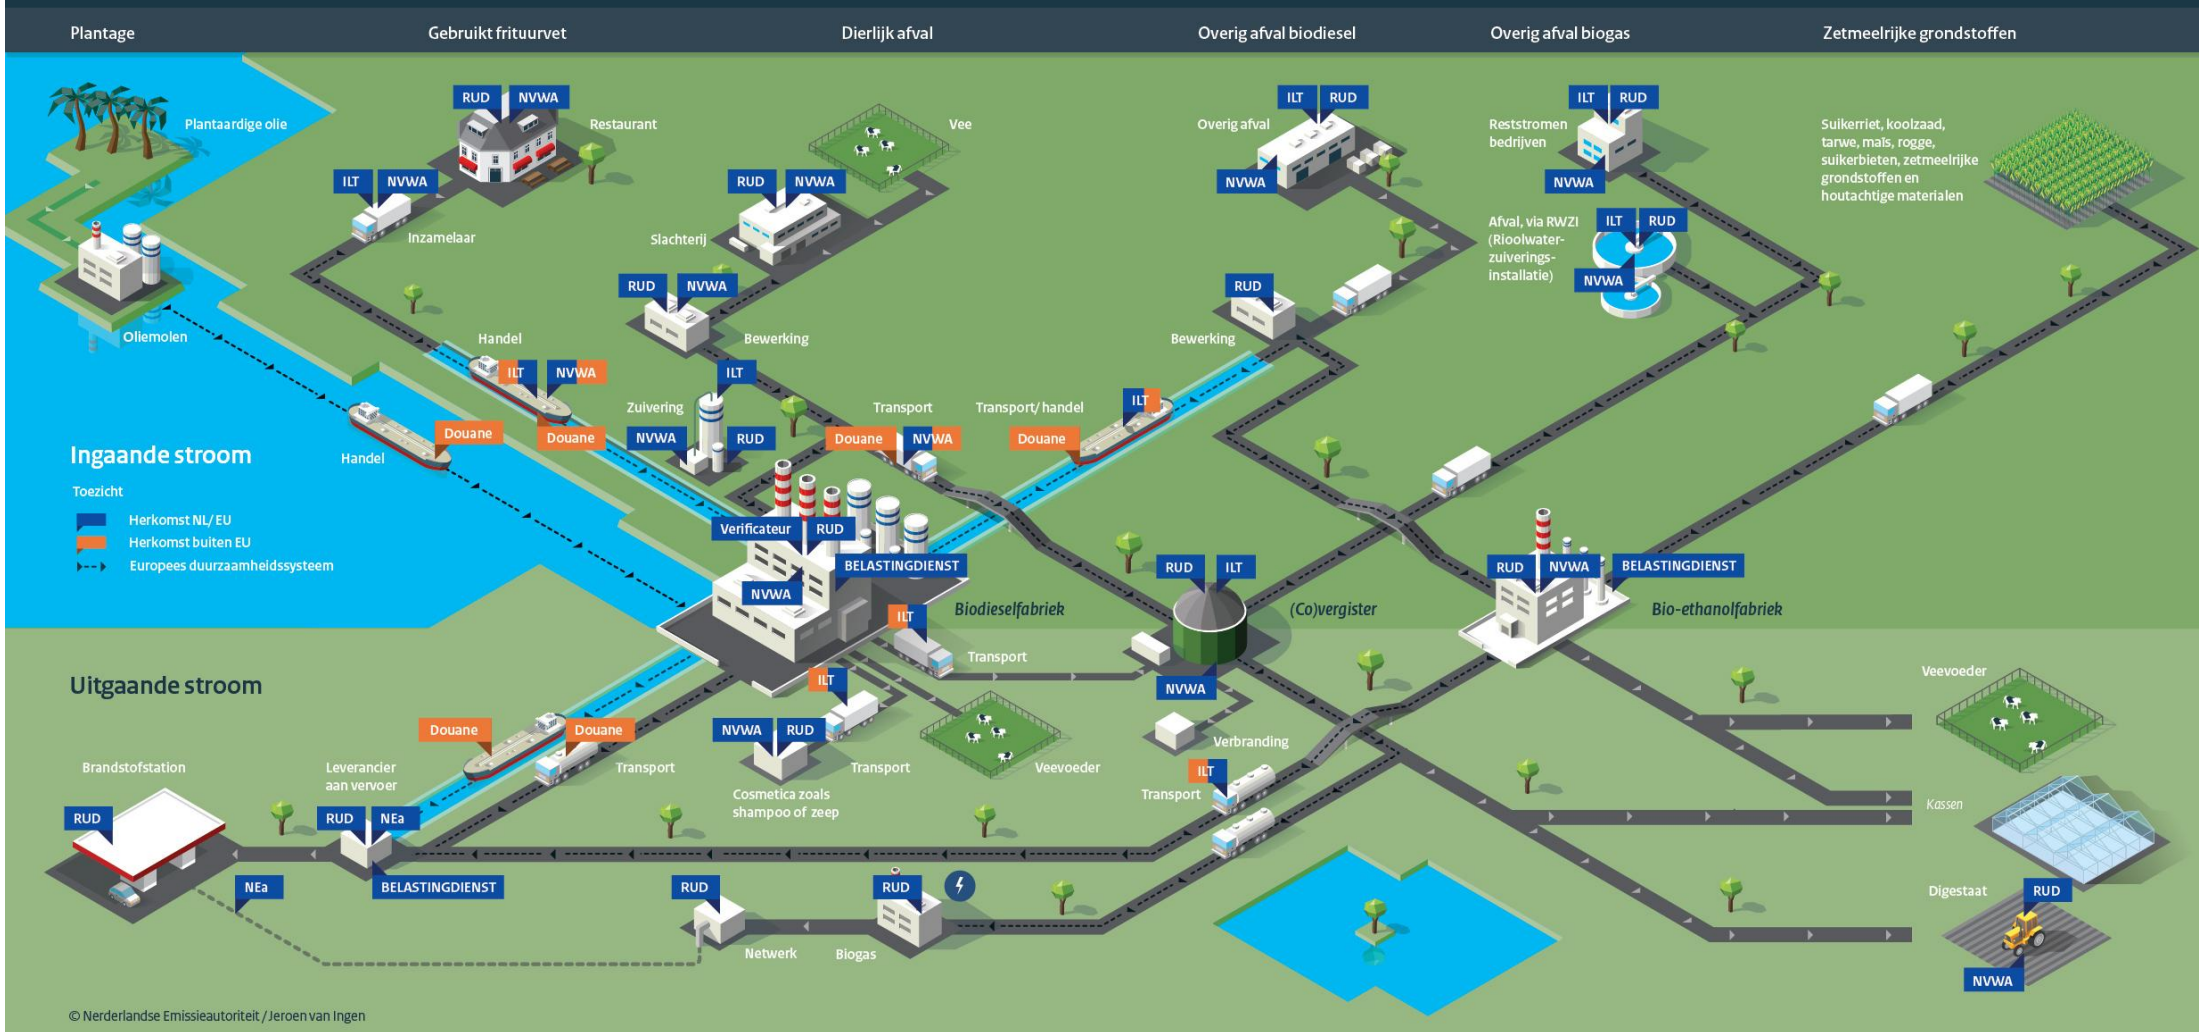 Plantage
Gebruikt frituurvet
Dierlijk afval
Overig afval biodiesel
Overig afval biogas
Zetmeelrijke grondstoffen
Plantaardige olie
RUD
NVWA
Restaurant
Vee
Overig afval
ILT
RUD
NVWA
Reststromen
bedrijven
ILT
RUD
NVWA
Suikerriet, koolzaad,
tarwe, maïs, rogge,
suikerbieten, zetmeelrijke
grondstoffen en
houtachtige materialen
ILT
NVWA
Inzamelaar
RUD
NVWA
Slachterij
Afval, via RWZI
(Rioolwater-
zuiverings-
installatie)
ILT
RUD
NVWA
Oliemolen
RUD
NVWA
Bewerking
RUD
Bewerking
Handel
ILT
NVWA
Douane
Zuivering
ILT
NVWA
RUD
Transport
Douane
NVWA
Transport/handel
ILT
Douane
Douane
Handel
Ingaande stroom
Toezicht
Herkomst NL/EU
Herkomst buiten EU
Europees duurzaamheidssysteem
Verificateur
RUD
BELASTINGDIENST
NVWA
Biodieselfabriek
RUD
ILT
(Co)vergister
NVWA
RUD
NVWA
BELASTINGDIENST
Bio-ethanolfabriek
ILT
Transport
Uitgaande stroom
ILT
NVWA
RUD
Transport
Cosmetica zoals
shampoo of zeep
Veevoeder
Verbranding
ILT
Transport
Veevoeder
Kassen
Digestaat
RUD
NVWA
Douane
Douane
Transport
Brandstofstation
RUD
Leverancier
aan vervoer
RUD
NEa
BELASTINGDIENST
NEa
RUD
Netwerk
RUD
Biogas
© Nerderlandse Emissieautoriteit / Jeroen van Ingen